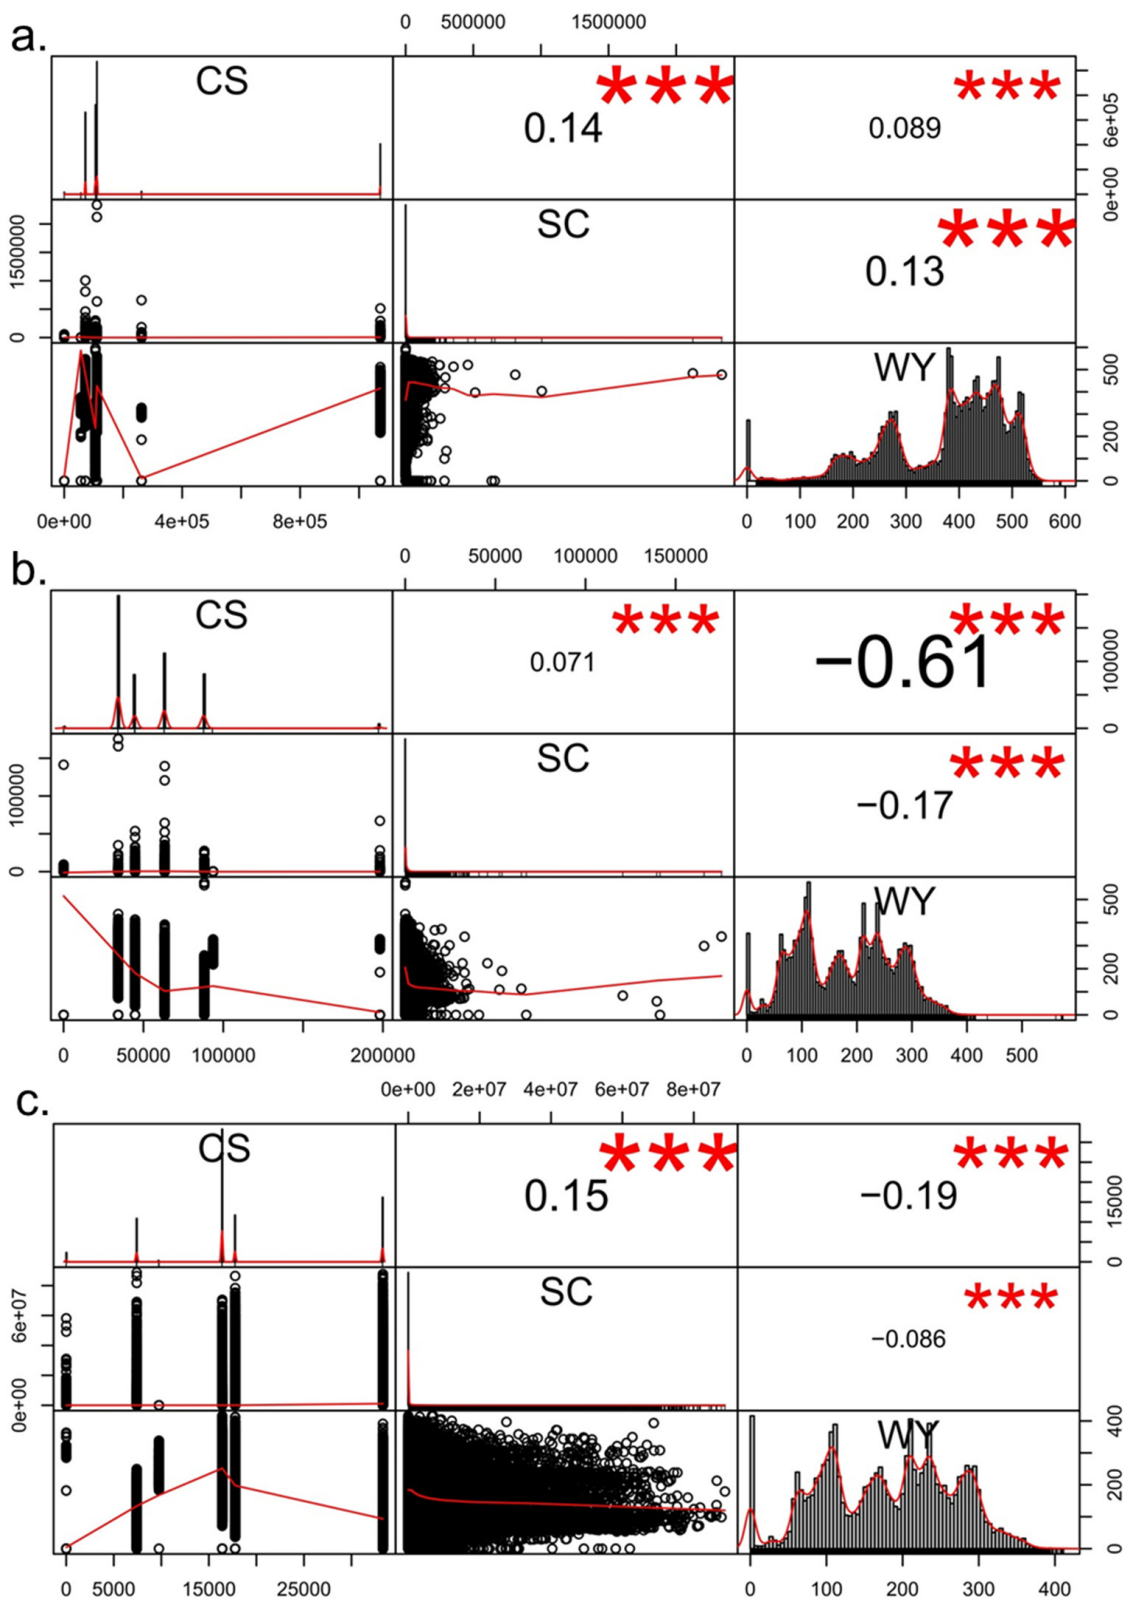 a.
0 500000 1500000
CS
0.14 ***
0.089 ***
0e+00 6e+05
SC
0.13 ***
0 1500000
WY
0 200 500
0e+00 4e+05 8e+05
0 100 200 300 400 500 600
b.
0 50000 100000 150000
CS
0.071 ***
−0.61 ***
0 100000
SC
−0.17 ***
0 100000
WY
0 200 500
0 50000 100000 200000
0 100 200 300 400 500
c.
0e+00 2e+07 4e+07 6e+07 8e+07
CS
0.15 ***
−0.19 ***
0 15000
SC
−0.086 ***
0e+00 6e+07
WY
0 200 400
0 5000 15000 25000
0 100 200 300 400